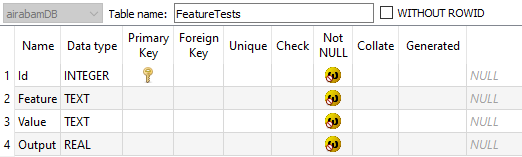 airabamDB Table name: FeatureTests WITHOUT ROWID
Name Data type Primary Key Foreign Key Unique Check Not NULL Collate Generated
1 Id INTEGER NULL
2 Feature TEXT NULL
3 Value TEXT NULL
4 Output REAL NULL